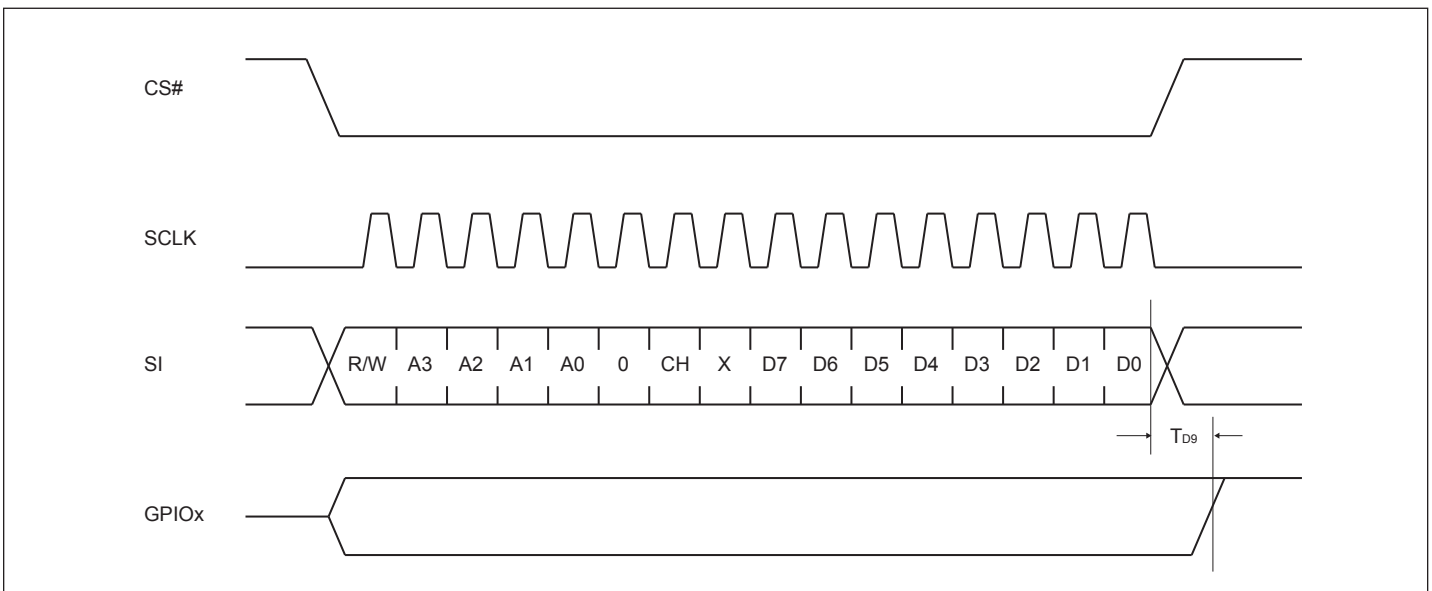 CS#
SCLK
SI R/W A3 A2 A1 A0 0 CH X D7 D6 D5 D4 D3 D2 D1 D0
TD9
GPIOx